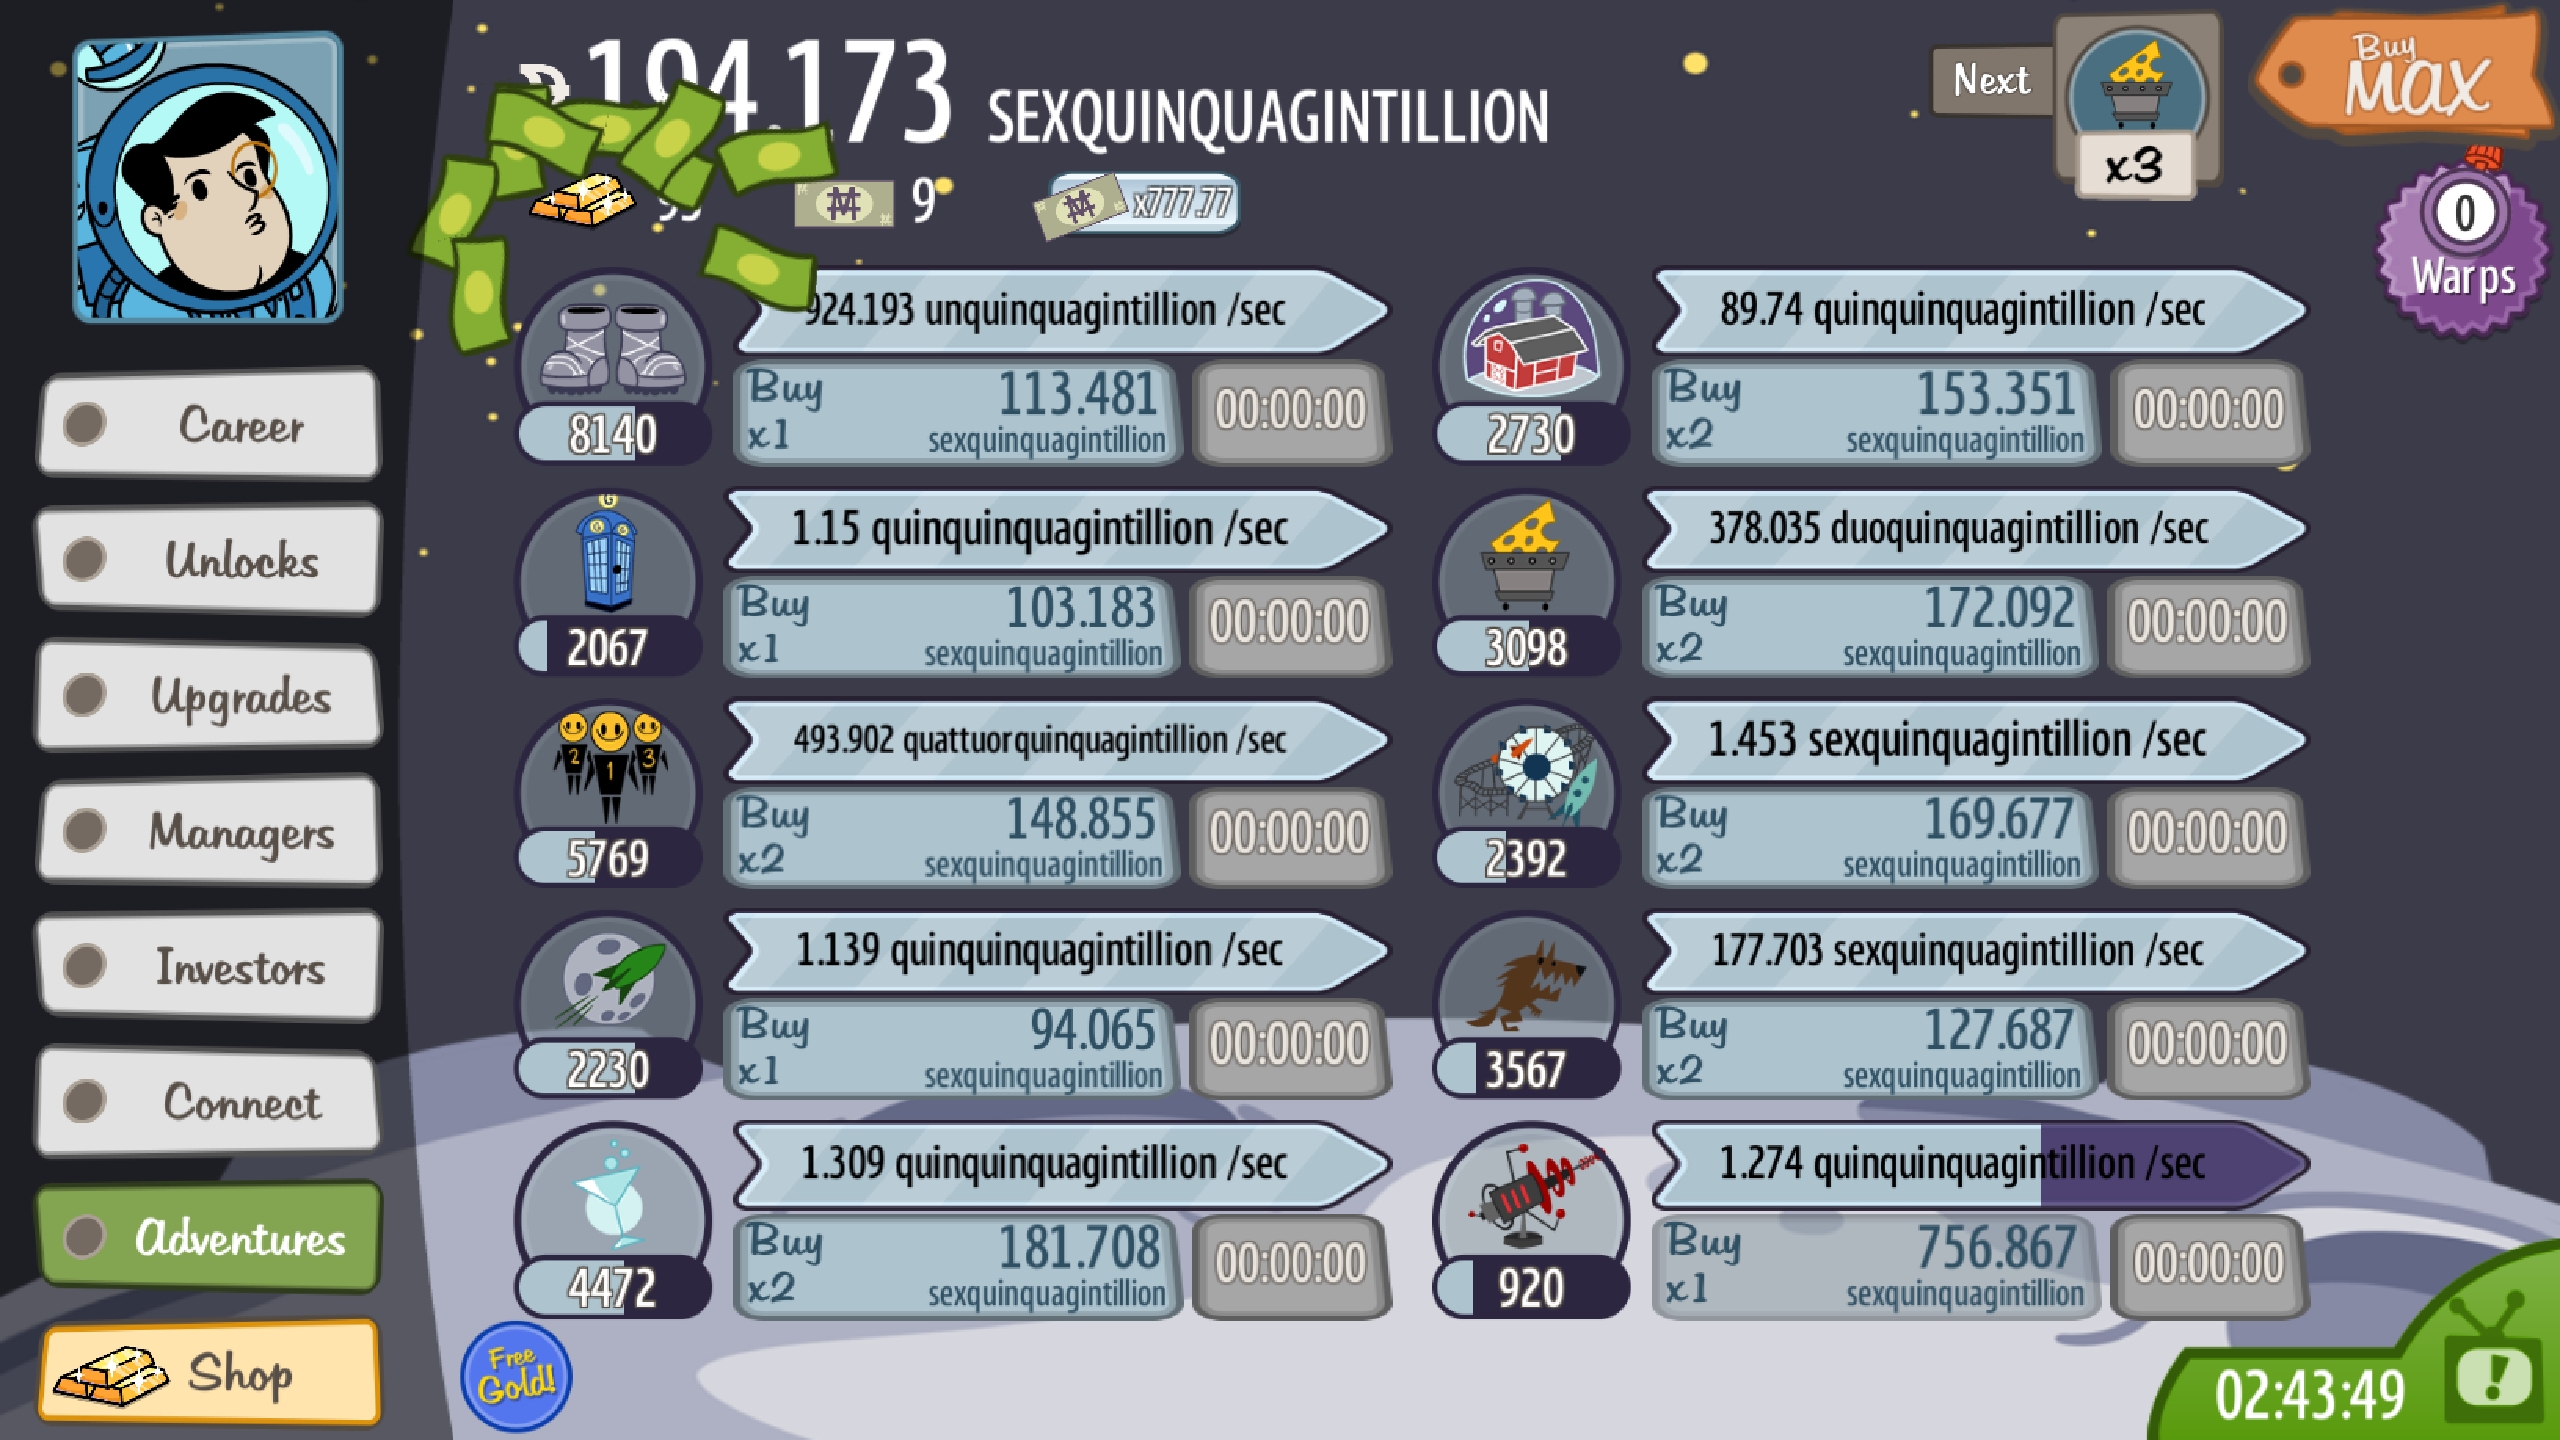 194.173 SEXQUINQUAGINTILLION
Next
x3
Buy
MAX
9
x777.77
0
Warps
Career
Unlocks
Upgrades
Managers
Investors
Connect
Adventures
Shop
924.193 unquinquagintillion /sec
Buy 113.481
x1 sexquinquagintillion
00:00:00
8140
89.74 quinquinquagintillion /sec
Buy 153.351
x2 sexquinquagintillion
00:00:00
2730
G
1.15 quinquinquagintillion /sec
Buy 103.183
x1 sexquinquagintillion
00:00:00
2067
378.035 duoquinquagintillion /sec
Buy 172.092
x2 sexquinquagintillion
00:00:00
3098
2 1 3
493.902 quattuorquinquagintillion /sec
Buy 148.855
x2 sexquinquagintillion
00:00:00
5769
1.453 sexquinquagintillion /sec
Buy 169.677
x2 sexquinquagintillion
00:00:00
2392
1.139 quinquinquagintillion /sec
Buy 94.065
x1 sexquinquagintillion
00:00:00
2230
177.703 sexquinquagintillion /sec
Buy 127.687
x2 sexquinquagintillion
00:00:00
3567
1.309 quinquinquagintillion /sec
Buy 181.708
x2 sexquinquagintillion
00:00:00
4472
1.274 quinquinquagintillion /sec
Buy 756.867
x1 sexquinquagintillion
00:00:00
920
Free
Gold!
02:43:49